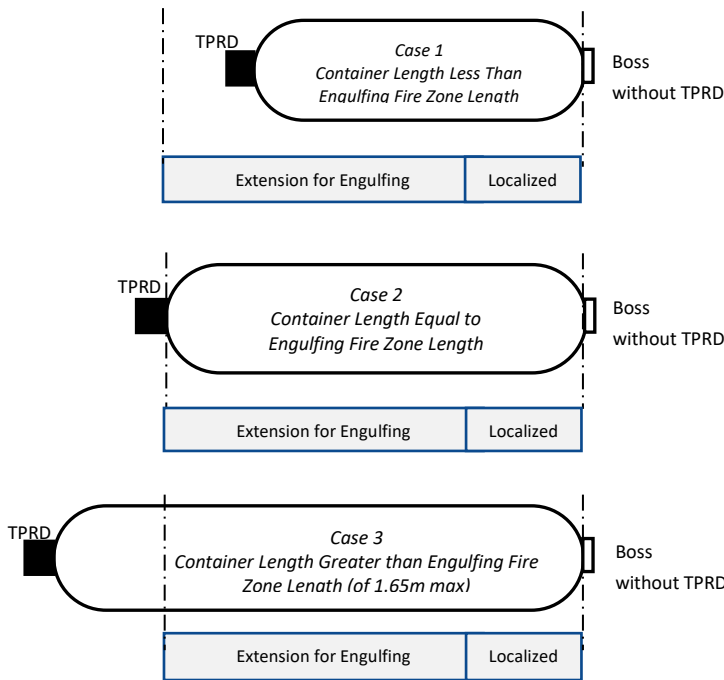 TPRD
Case 1
Container Length Less Than
Engulfing Fire Zone Length
Boss
without TPRD
Extension for Engulfing
Localized
TPRD
Case 2
Container Length Equal to
Engulfing Fire Zone Length
Boss
without TPRD
Extension for Engulfing
Localized
TPRD
Case 3
Container Length Greater than Engulfing Fire
Zone Length (of 1.65m max)
Boss
without TPRD
Extension for Engulfing
Localized